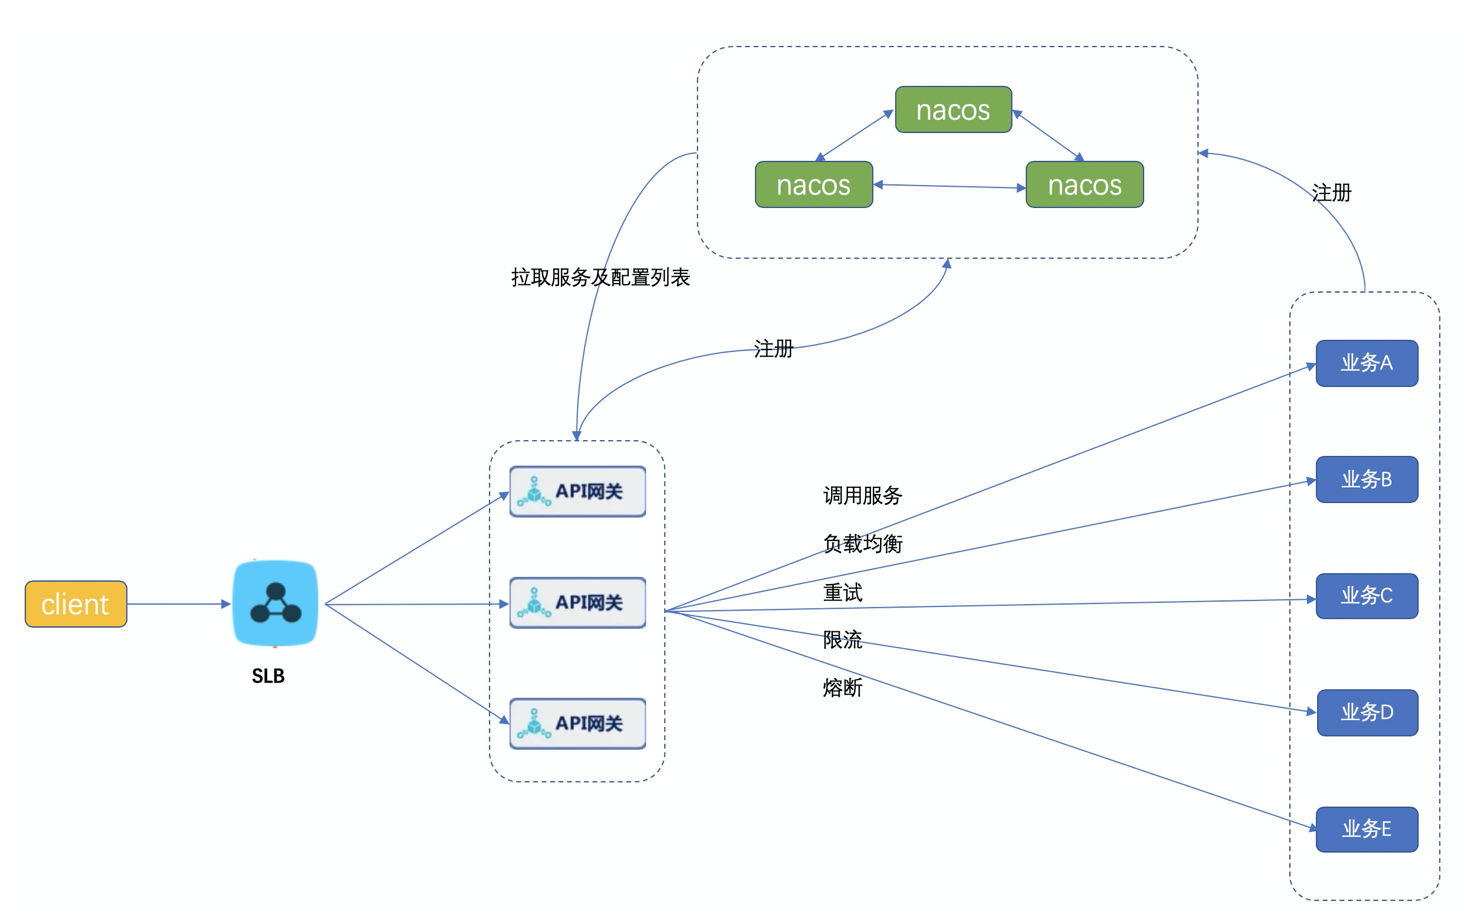 nacos
nacos
nacos
注册
拉取服务及配置列表
注册
业务A
业务B
业务C
业务D
业务E
调用服务
负载均衡
重试
限流
熔断
API网关
API网关
API网关
client
SLB